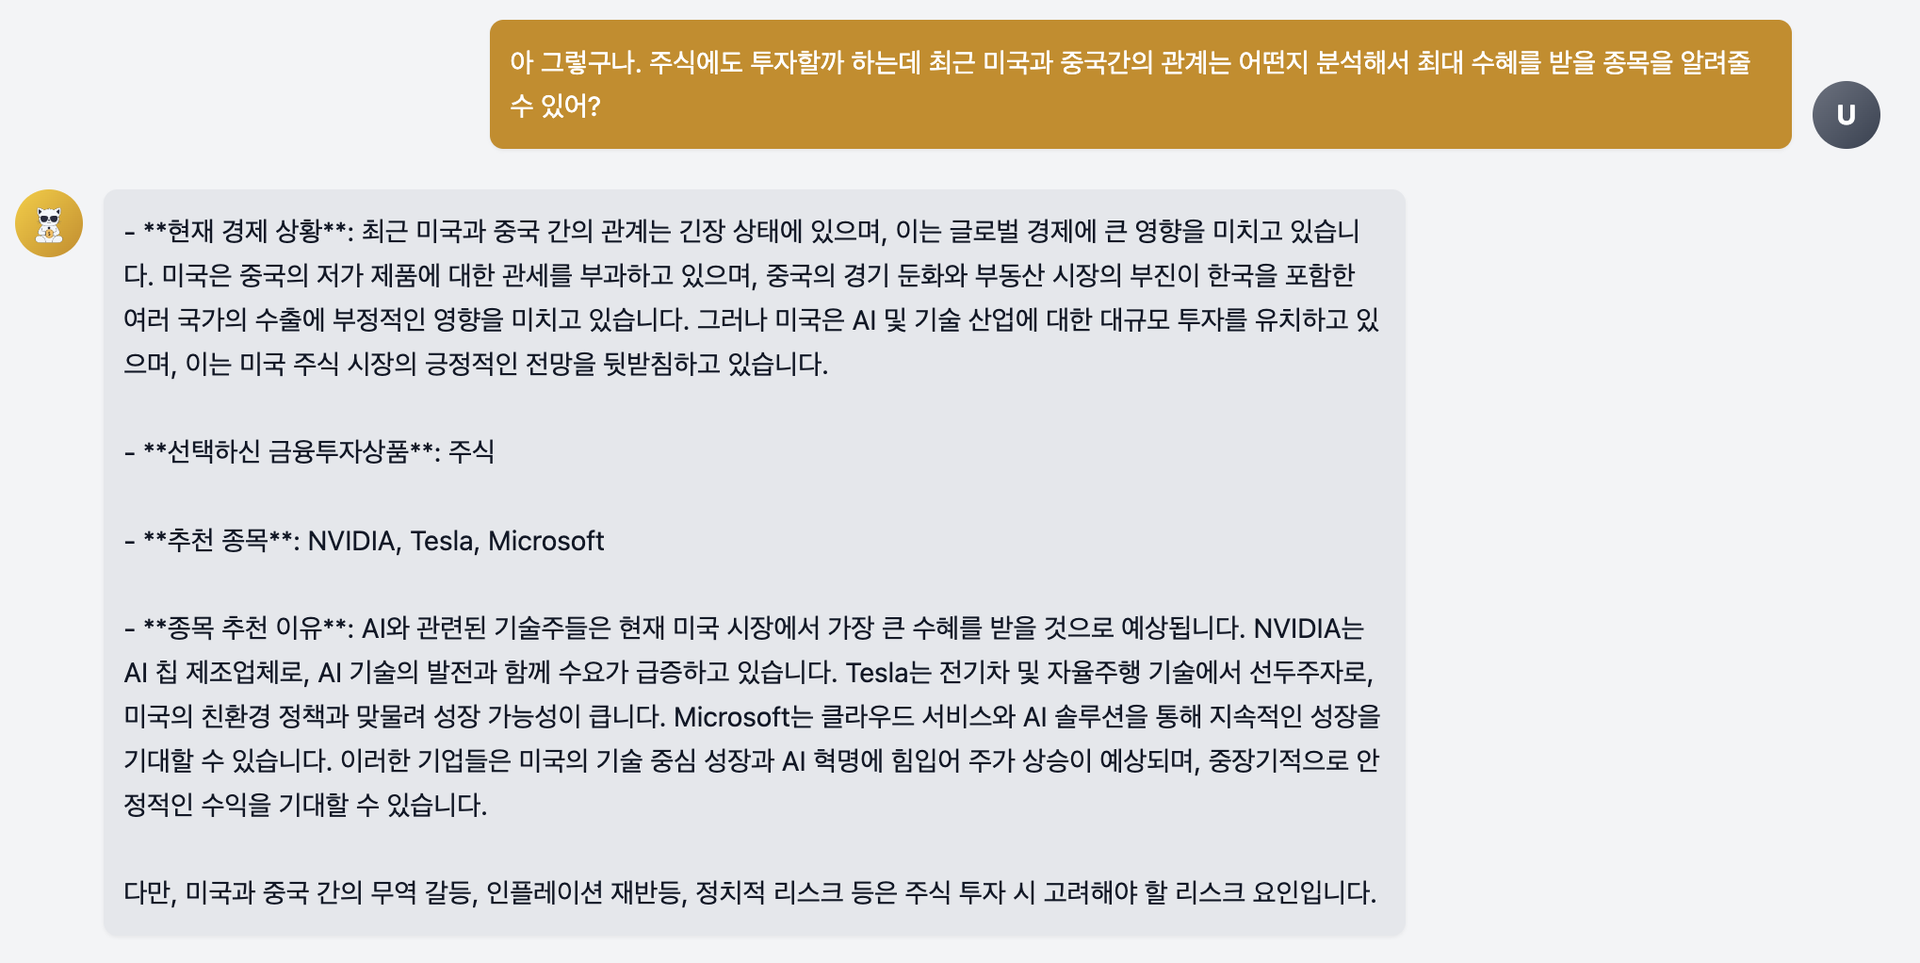 아 그렇구나. 주식에도 투자할까 하는데 최근 미국과 중국간의 관계는 어떤지 분석해서 최대 수혜를 받을 종목을 알려줄
수 있어?
U
- **현재 경제 상황**: 최근 미국과 중국 간의 관계는 긴장 상태에 있으며, 이는 글로벌 경제에 큰 영향을 미치고 있습니
다. 미국은 중국의 저가 제품에 대한 관세를 부과하고 있으며, 중국의 경기 둔화와 부동산 시장의 부진이 한국을 포함한
여러 국가의 수출에 부정적인 영향을 미치고 있습니다. 그러나 미국은 AI 및 기술 산업에 대한 대규모 투자를 유치하고 있
으며, 이는 미국 주식 시장의 긍정적인 전망을 뒷받침하고 있습니다.
- **선택하신 금융투자상품**: 주식
- **추천 종목**: NVIDIA, Tesla, Microsoft
- **종목 추천 이유**: AI와 관련된 기술주들은 현재 미국 시장에서 가장 큰 수혜를 받을 것으로 예상됩니다. NVIDIA는
AI 칩 제조업체로, AI 기술의 발전과 함께 수요가 급증하고 있습니다. Tesla는 전기차 및 자율주행 기술에서 선두주자로,
미국의 친환경 정책과 맞물려 성장 가능성이 큽니다. Microsoft는 클라우드 서비스와 AI 솔루션을 통해 지속적인 성장을
기대할 수 있습니다. 이러한 기업들은 미국의 기술 중심 성장과 AI 혁명에 힘입어 주가 상승이 예상되며, 중장기적으로 안
정적인 수익을 기대할 수 있습니다.
다만, 미국과 중국 간의 무역 갈등, 인플레이션 재반등, 정치적 리스크 등은 주식 투자 시 고려해야 할 리스크 요인입니다.